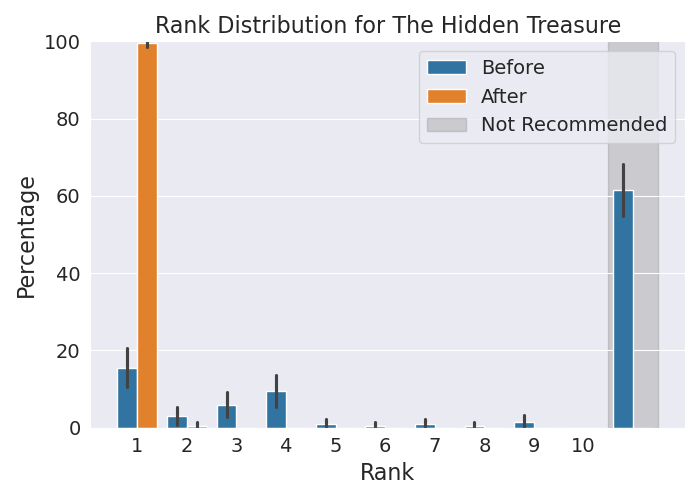 Rank Distribution for The Hidden Treasure
Before
After
Not Recommended
Percentage
100
80
60
40
20
0
1 2 3 4 5 6 7 8 9 10
Rank